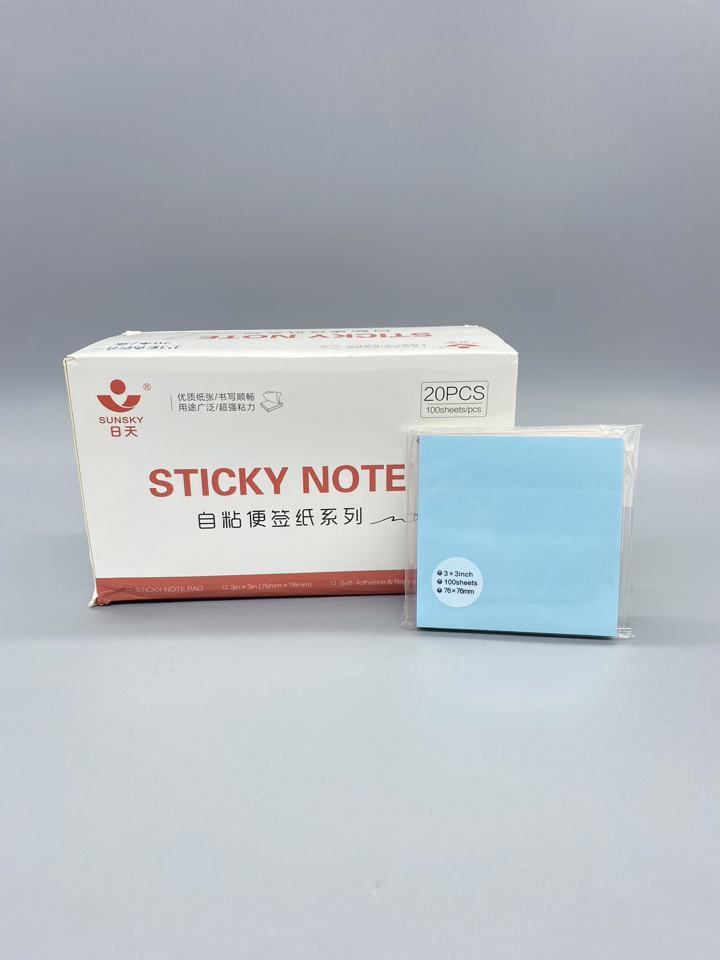 STICKY NOTE
®
SUNSKY
日天
优质纸张/书写顺畅
用途广泛/超强粘力
20PCS
100sheets/pcs
STICKY NOTE
自粘便签纸系列
STICKY NOTE PAD
3in×3in (76mm×76mm)
Self-Adhesive &
3×3inch
100sheets
76×76mm